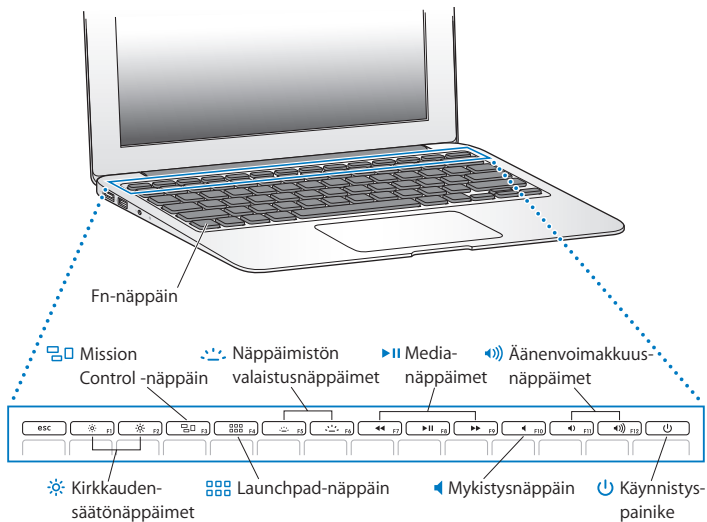 Fn-näppäin
Mission
Control -näppäin
Näppäimistön
valaistusnäppäimet
Media-
näppäimet
Äänenvoimakkuus-
näppäimet
esc F1 F2 F3 F4 F5 F6 F7 F8 F9 F10 F11 F12
Kirkkauden-
säätönäppäimet
Launchpad-näppäin
Mykistysnäppäin
Käynnistys-
painike